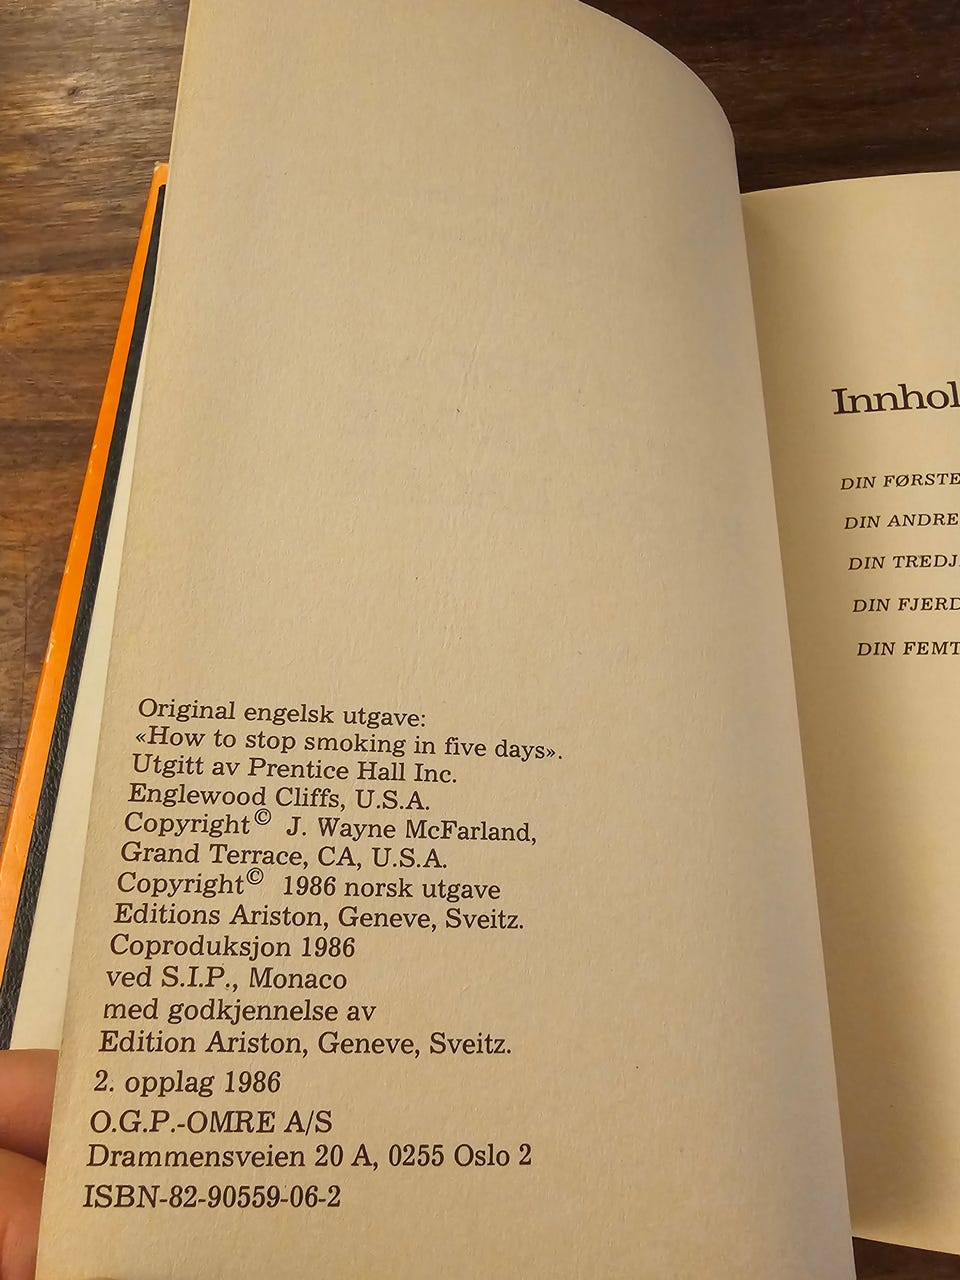 Original engelsk utgave:
«How to stop smoking in five days».
Utgitt av Prentice Hall Inc.
Englewood Cliffs, U.S.A.
Copyright© J. Wayne McFarland,
Grand Terrace, CA, U.S.A.
Copyright© 1986 norsk utgave
Editions Ariston, Geneve, Sveitz.
Coproduksjon 1986
ved S.I.P., Monaco
med godkjennelse av
Edition Ariston, Geneve, Sveitz.
2. opplag 1986
O.G.P.-OMRE A/S
Drammensveien 20 A, 0255 Oslo 2
ISBN-82-90559-06-2
Innhol
DIN FØRSTE
DIN ANDRE
DIN TREDJ
DIN FJERD
DIN FEMT